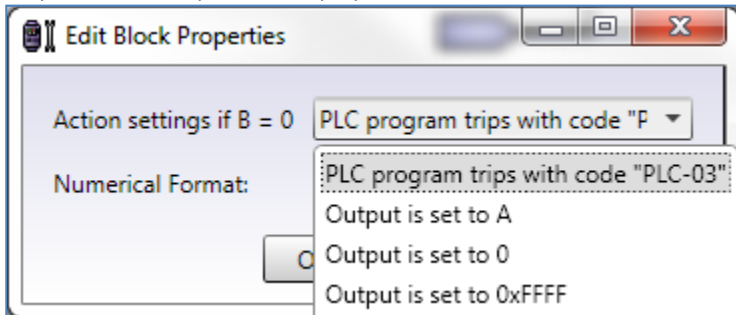 Edit Block Properties
Action settings if B = 0 PLC program trips with code "P
Numerical Format:
PLC program trips with code "PLC-03"
Output is set to A
Output is set to 0
Output is set to 0xFFFF